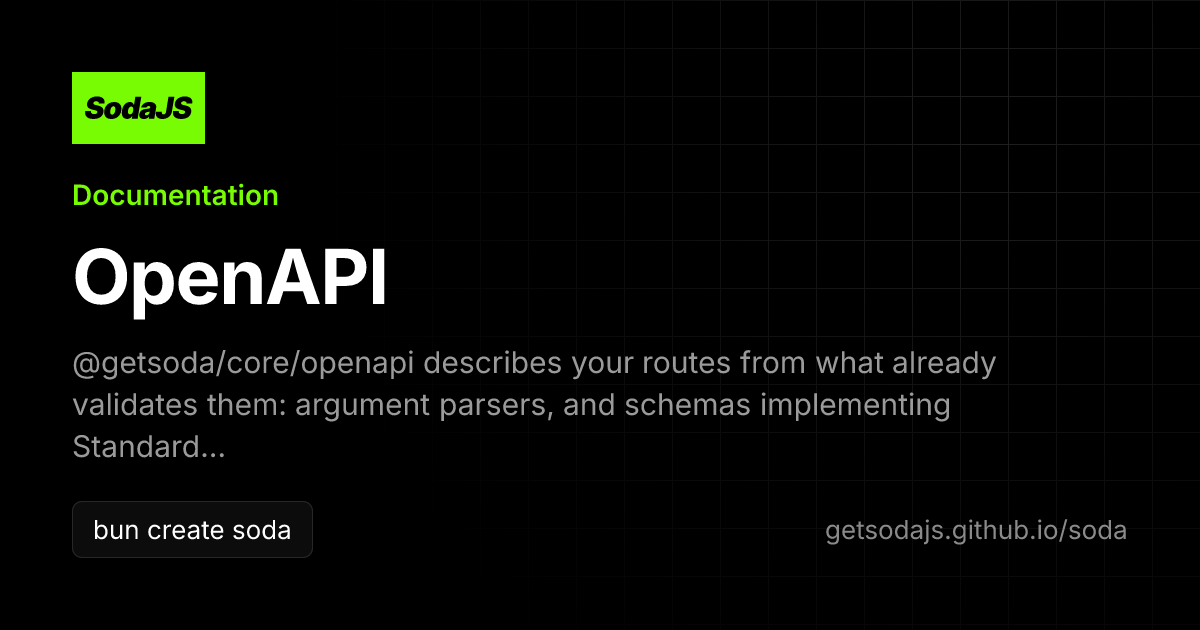 SodaJS
Documentation
OpenAPI
@getsoda/core/openapi describes your routes from what already
validates them: argument parsers, and schemas implementing
Standard...
bun create soda
getsodajs.github.io/soda